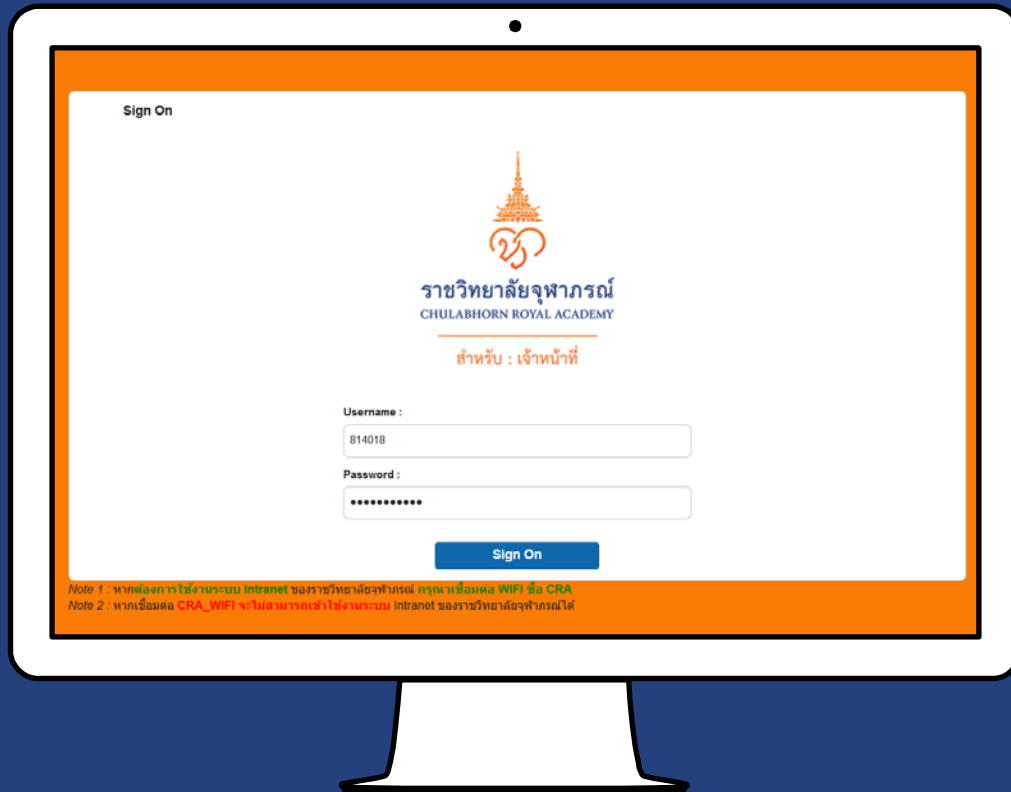 Sign On
ราชวิทยาลัยจุฬาภรณ์
CHULABHORN ROYAL ACADEMY
สำหรับ : เจ้าหน้าที่
Username :
814018
Password :
•••••••••••
Sign On
Note 1 : หากต้องการใช้งานระบบ Intranet ของราชวิทยาลัยจุฬาภรณ์ กรุณาเชื่อมต่อ WIFI ชื่อ CRA
Note 2 : หากเชื่อมต่อ CRA_WIFI จะไม่สามารถเข้าใช้งานระบบ Intranet ของราชวิทยาลัยจุฬาภรณ์ได้